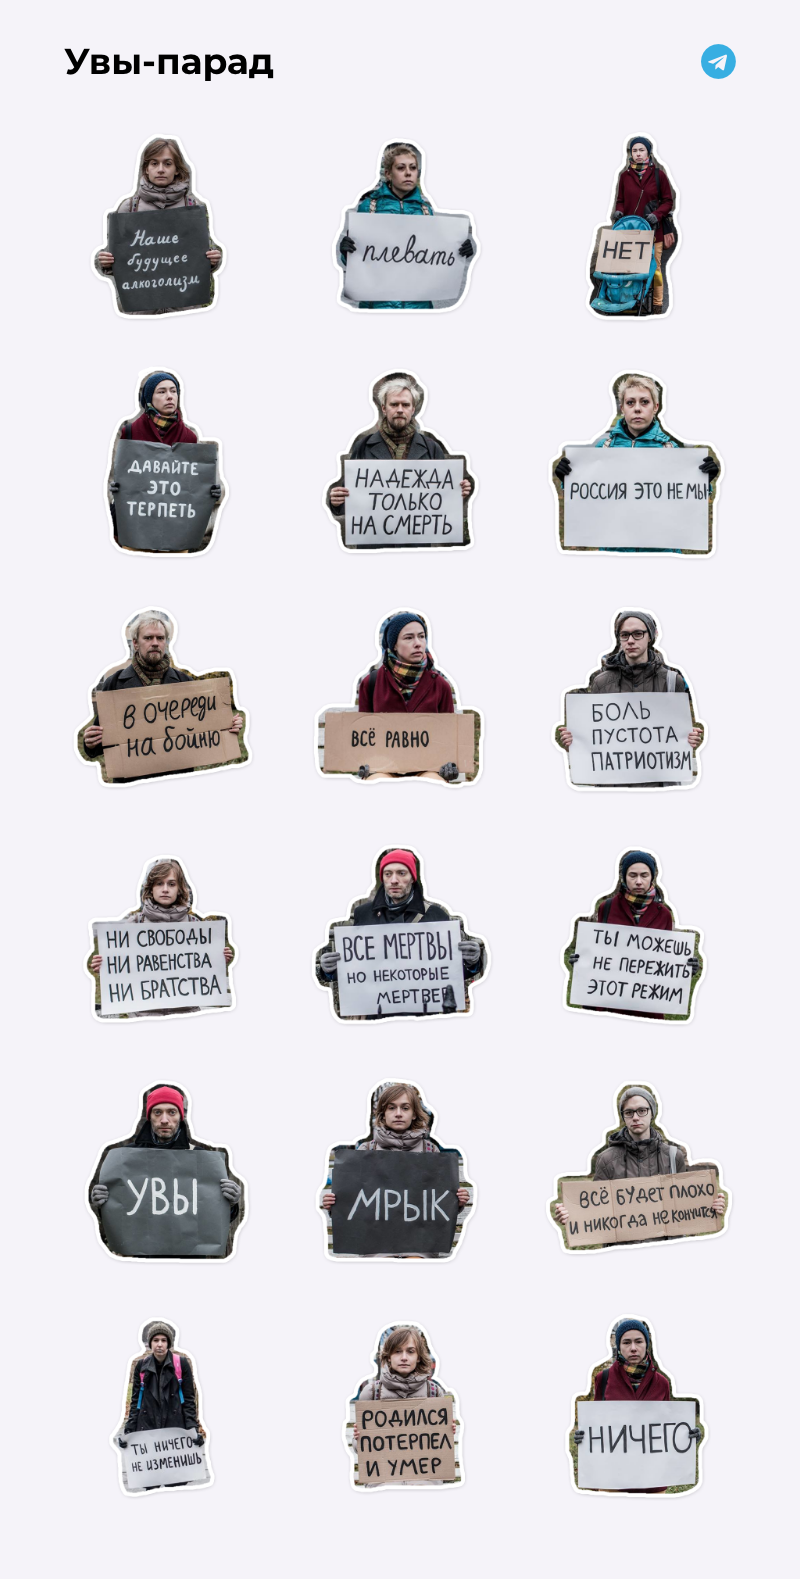 Увы-парад
Наше
будущее
алкоголизм
плевать
НЕТ
ДАВАЙТЕ
ЭТО
ТЕРПЕТЬ
НАДЕЖДА
ТОЛЬКО
НА СМЕРТЬ
РОССИЯ ЭТО НЕ МЫ
В ОЧЕРЕДИ
НА БОЙНЮ
ВСЁ РАВНО
БОЛЬ
ПУСТОТА
ПАТРИОТИЗМ
НИ СВОБОДЫ
НИ РАВЕНСТВА
НИ БРАТСТВА
ВСЕ МЕРТВЫ
НО НЕКОТОРЫЕ
МЕРТВЕЕ
ТЫ МОЖЕШЬ
НЕ ПЕРЕЖИТЬ
ЭТОТ РЕЖИМ
УВЫ
МРЫК
ВСЁ БУДЕТ ПЛОХО
И НИКОГДА НЕ КОНЧИТСЯ
ТЫ НИЧЕГО
НЕ ИЗМЕНИШЬ
РОДИЛСЯ
ПОТЕРПЕЛ
И УМЕР
НИЧЕГО